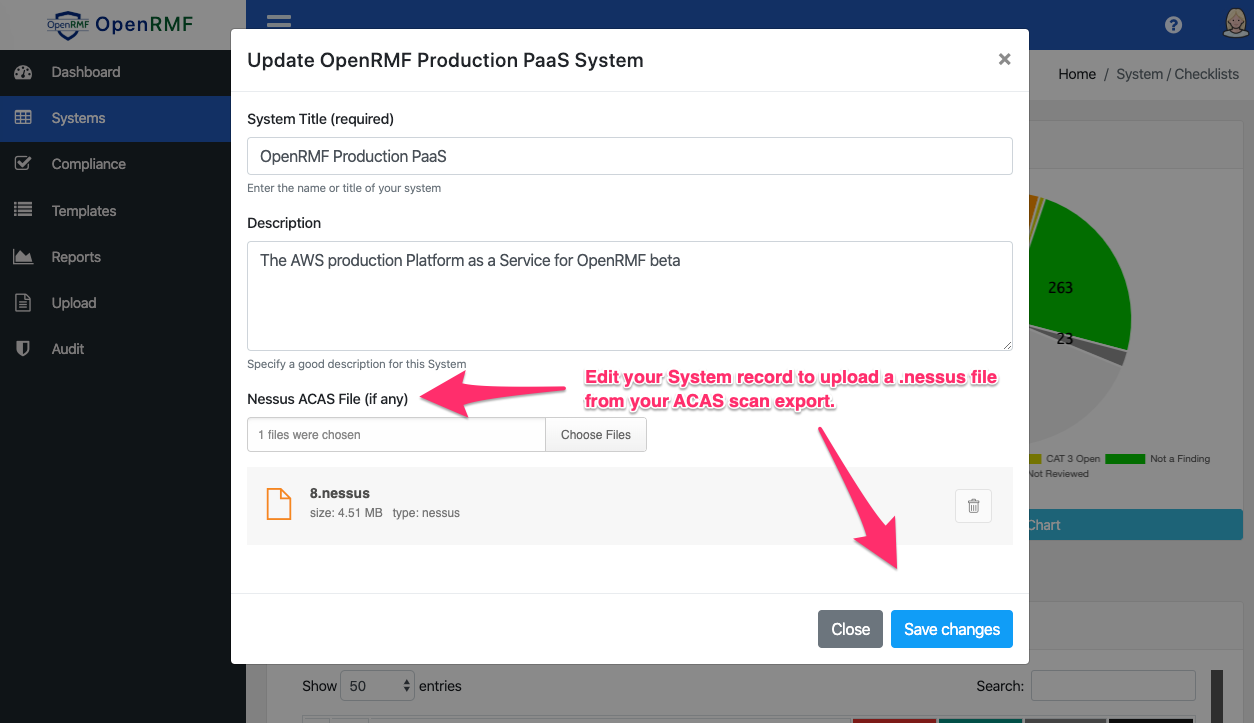 OpenRMF OpenRMF
Dashboard
Systems
Compliance
Templates
Reports
Upload
Audit
?
Home / System / Checklists
Update OpenRMF Production PaaS System
×
System Title (required)
OpenRMF Production PaaS
Enter the name or title of your system
Description
The AWS production Platform as a Service for OpenRMF beta
Specify a good description for this System
Edit your System record to upload a .nessus file
from your ACAS scan export.
Nessus ACAS File (if any)
1 files were chosen
Choose Files
8.nessus
size: 4.51 MB type: nessus
Close
Save changes
263
23
CAT 3 Open
Not a Finding
Not Reviewed
Chart
Show 50 entries
Search: